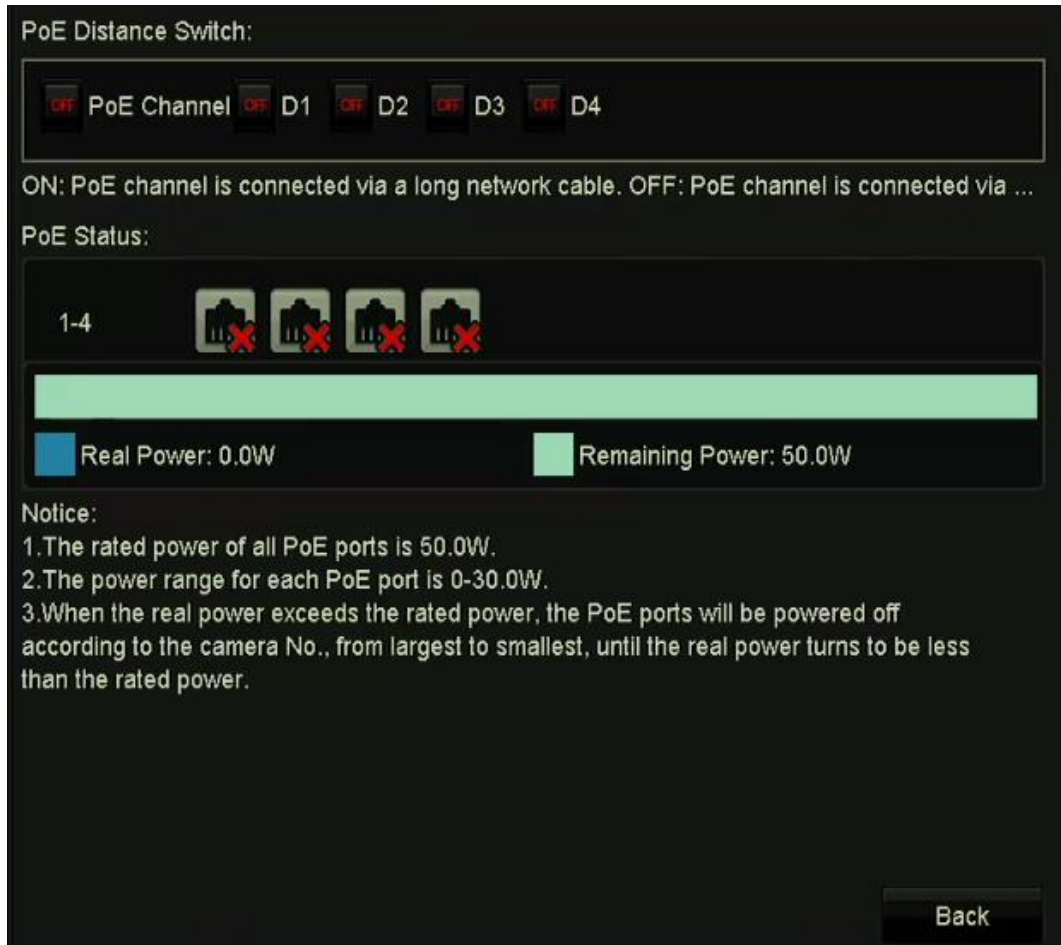 PoE Distance Switch:
OFF PoE Channel OFF D1 OFF D2 OFF D3 OFF D4
ON: PoE channel is connected via a long network cable. OFF: PoE channel is connected via ...
PoE Status:
1-4
Real Power: 0.0W Remaining Power: 50.0W
Notice:
1.The rated power of all PoE ports is 50.0W.
2.The power range for each PoE port is 0-30.0W.
3.When the real power exceeds the rated power, the PoE ports will be powered off
according to the camera No., from largest to smallest, until the real power turns to be less
than the rated power.
Back